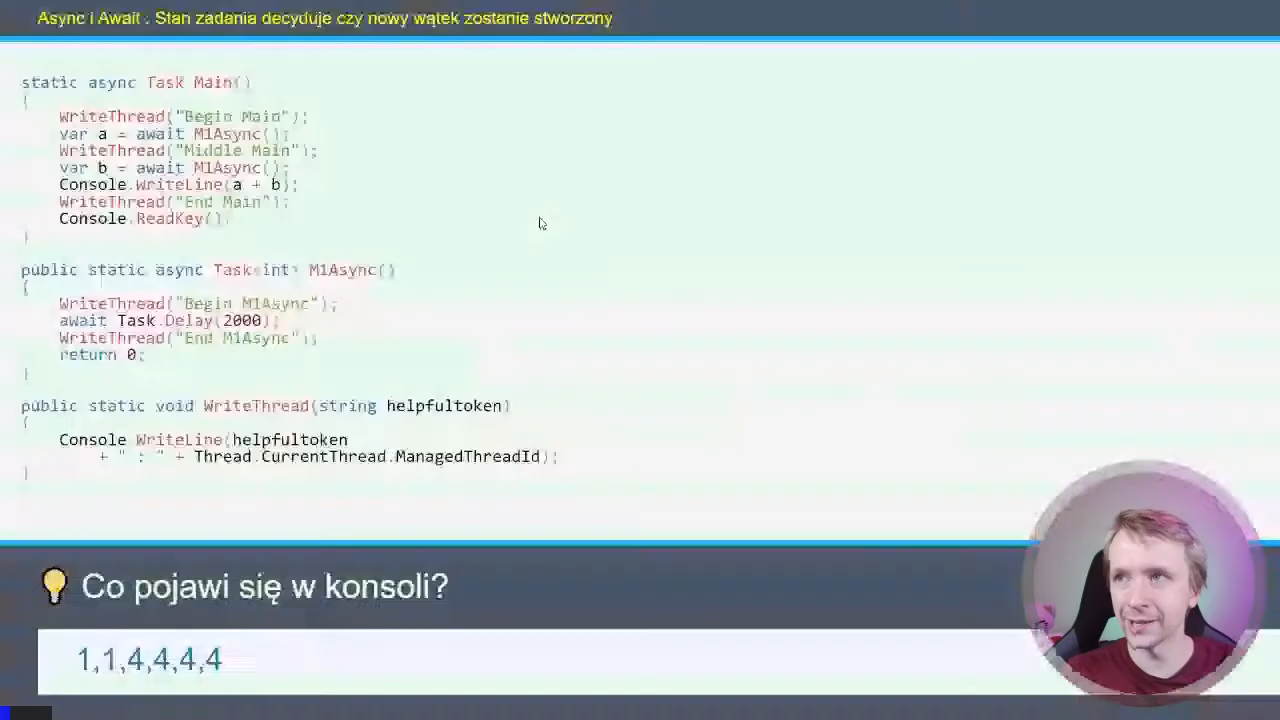 Async i Await . Stan zadania decyduje czy nowy wątek zostanie stworzony
static async Task Main()
{
WriteThread("Begin Main");
var a = await M1Async();
WriteThread("Middle Main");
var b = await M1Async();
Console.WriteLine(a + b);
WriteThread("End Main");
Console.ReadKey();
}
public static async Task<int> M1Async()
{
WriteThread("Begin M1Async");
await Task.Delay(2000);
WriteThread("End M1Async");
return 0;
}
public static void WriteThread(string helpfultoken)
{
Console.WriteLine(helpfultoken
+ " : " + Thread.CurrentThread.ManagedThreadId);
}
Co pojawi się w konsoli?
1,1,4,4,4,4